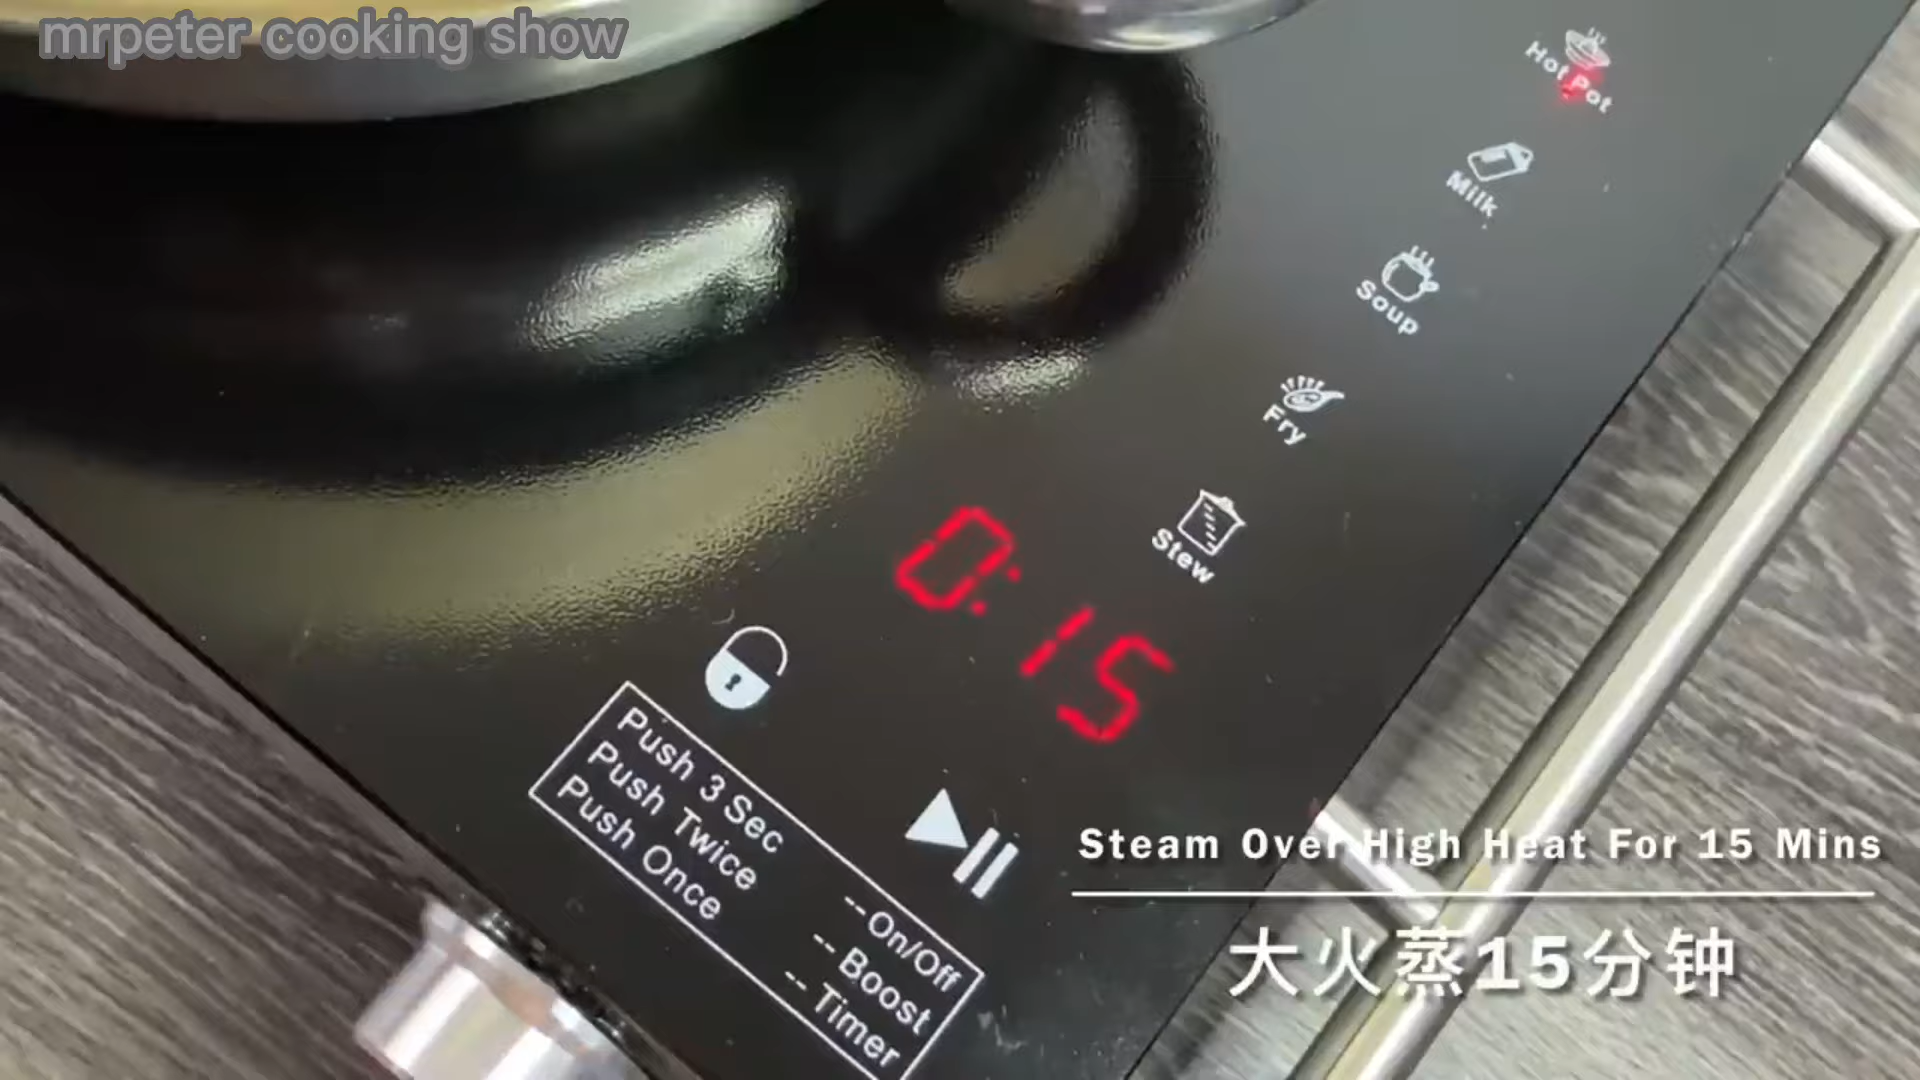 mrpeter cooking show
Hot Pot
Milk
Soup
Fry
Stew
0:15
Push 3 Sec --On/Off
Push Twice --Boost
Push Once --Timer
Steam Over High Heat For 15 Mins
大火蒸15分钟